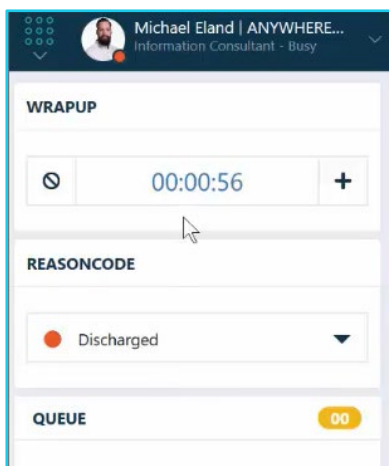 Michael Eland | ANYWHERE...
Information Consultant - Busy
WRAPUP
00:00:56
REASONCODE
Discharged
QUEUE
00